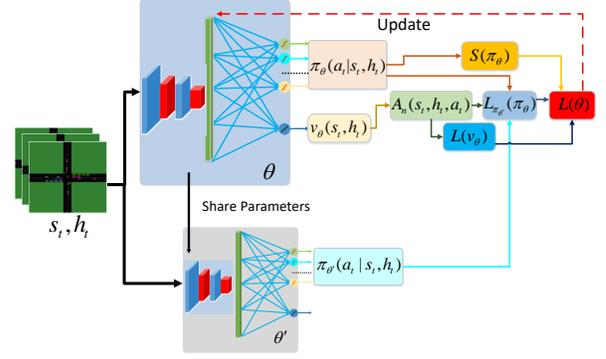 Update
π_θ(a_t|s_t, h_t)
S(π_θ)
v_θ(s_t, h_t)
A_n(s_t, h_t, a_t)
L_{π_θ'}(π_θ)
L(θ)
L(v_θ)
θ
s_t, h_t
Share Parameters
π_θ'(a_t | s_t, h_t)
θ'